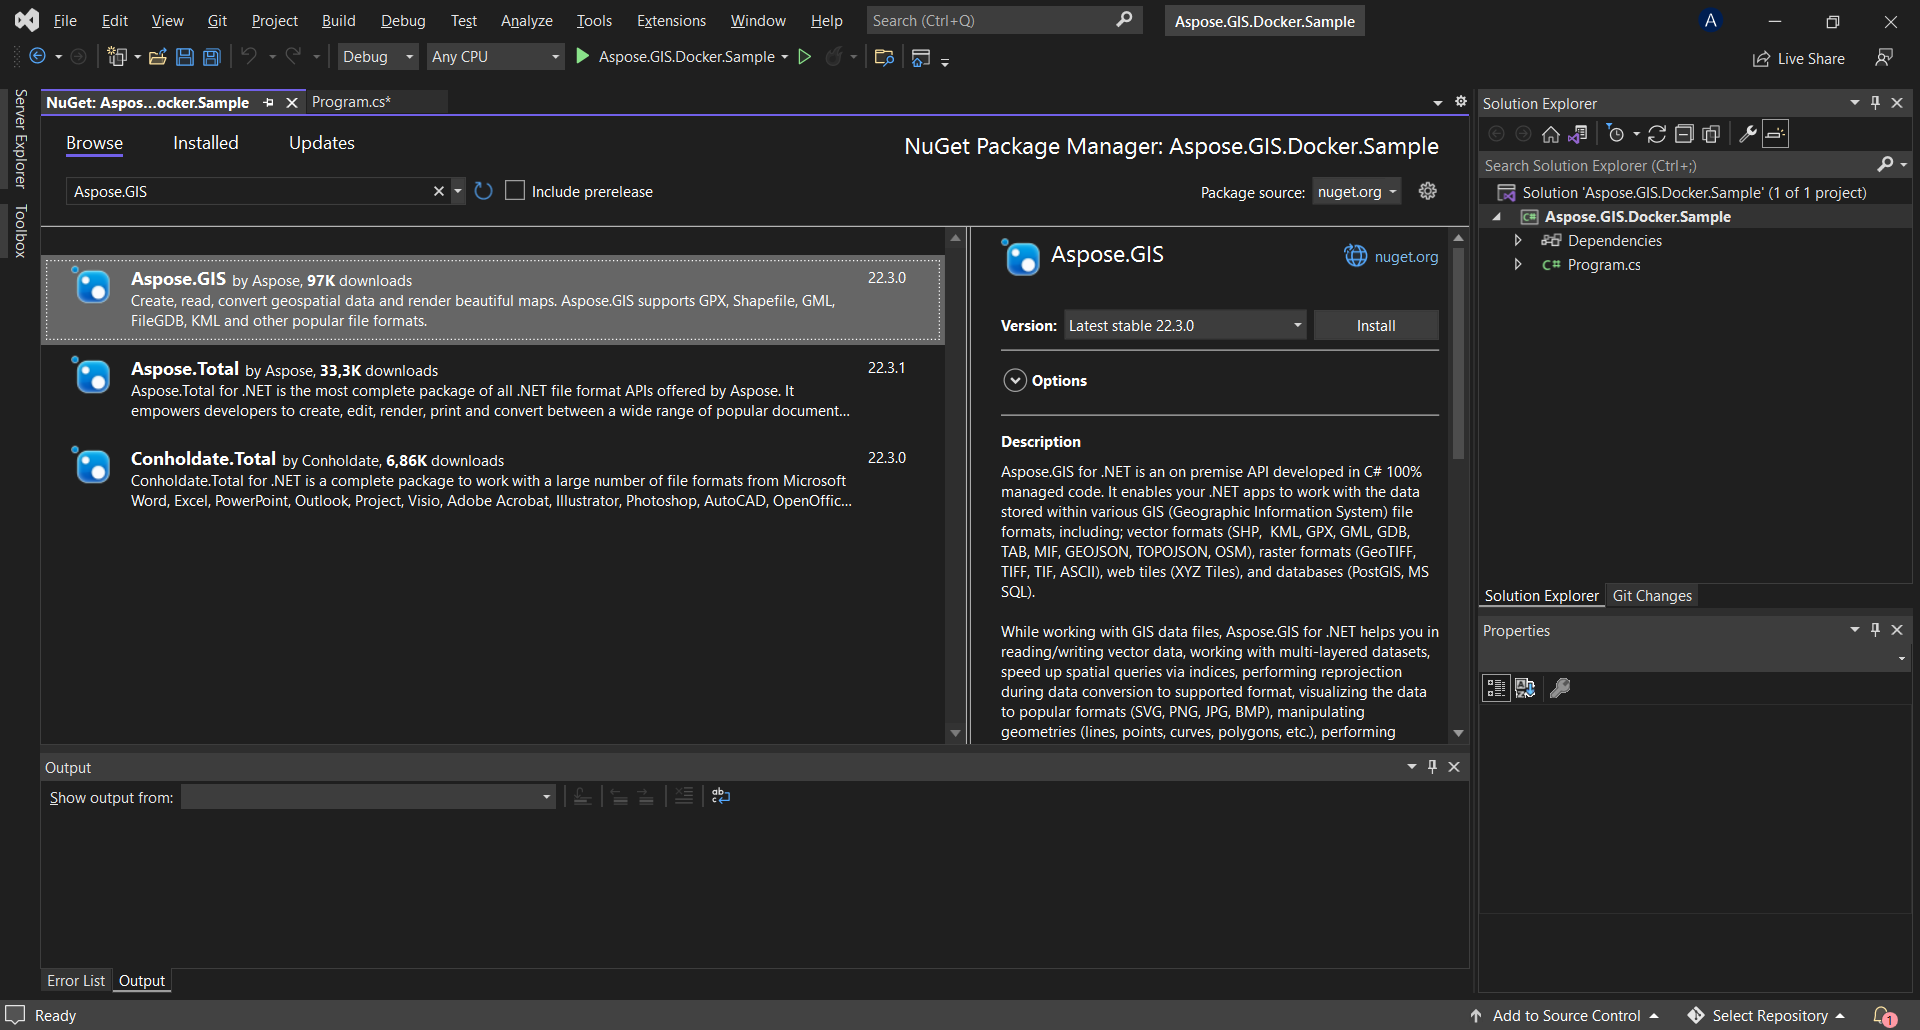 File Edit View Git Project Build Debug Test Analyze Tools Extensions Window Help Search (Ctrl+Q) Aspose.GIS.Docker.Sample A
Debug Any CPU Aspose.GIS.Docker.Sample Live Share
Server Explorer
Toolbox
NuGet: Aspos...ocker.Sample Program.cs*
Browse Installed Updates
NuGet Package Manager: Aspose.GIS.Docker.Sample
Aspose.GIS Include prerelease
Package source: nuget.org
Aspose.GIS by Aspose, 97K downloads 22.3.0
Create, read, convert geospatial data and render beautiful maps. Aspose.GIS supports GPX, Shapefile, GML,
FileGDB, KML and other popular file formats.
Aspose.Total by Aspose, 33,3K downloads 22.3.1
Aspose.Total for .NET is the most complete package of all .NET file format APIs offered by Aspose. It
empowers developers to create, edit, render, print and convert between a wide range of popular document...
Conholdate.Total by Conholdate, 6,86K downloads 22.3.0
Conholdate.Total for .NET is a complete package to work with a large number of file formats from Microsoft
Word, Excel, PowerPoint, Outlook, Project, Visio, Adobe Acrobat, Illustrator, Photoshop, AutoCAD, OpenOffic...
Aspose.GIS nuget.org
Version: Latest stable 22.3.0 Install
Options
Description
Aspose.GIS for .NET is an on premise API developed in C# 100%
managed code. It enables your .NET apps to work with the data
stored within various GIS (Geographic Information System) file
formats, including; vector formats (SHP, KML, GPX, GML, GDB,
TAB, MIF, GEOJSON, TOPOJSON, OSM), raster formats (GeoTIFF,
TIFF, TIF, ASCII), web tiles (XYZ Tiles), and databases (PostGIS, MS
SQL).
While working with GIS data files, Aspose.GIS for .NET helps you in
reading/writing vector data, working with multi-layered datasets,
speed up spatial queries via indices, performing reprojection
during data conversion to supported format, visualizing the data
to popular formats (SVG, PNG, JPG, BMP), manipulating
geometries (lines, points, curves, polygons, etc.), performing
Solution Explorer
Search Solution Explorer (Ctrl+;)
Solution 'Aspose.GIS.Docker.Sample' (1 of 1 project)
C# Aspose.GIS.Docker.Sample
Dependencies
C# Program.cs
Solution Explorer Git Changes
Properties
Output
Show output from:
Error List Output
Ready
Add to Source Control Select Repository 1